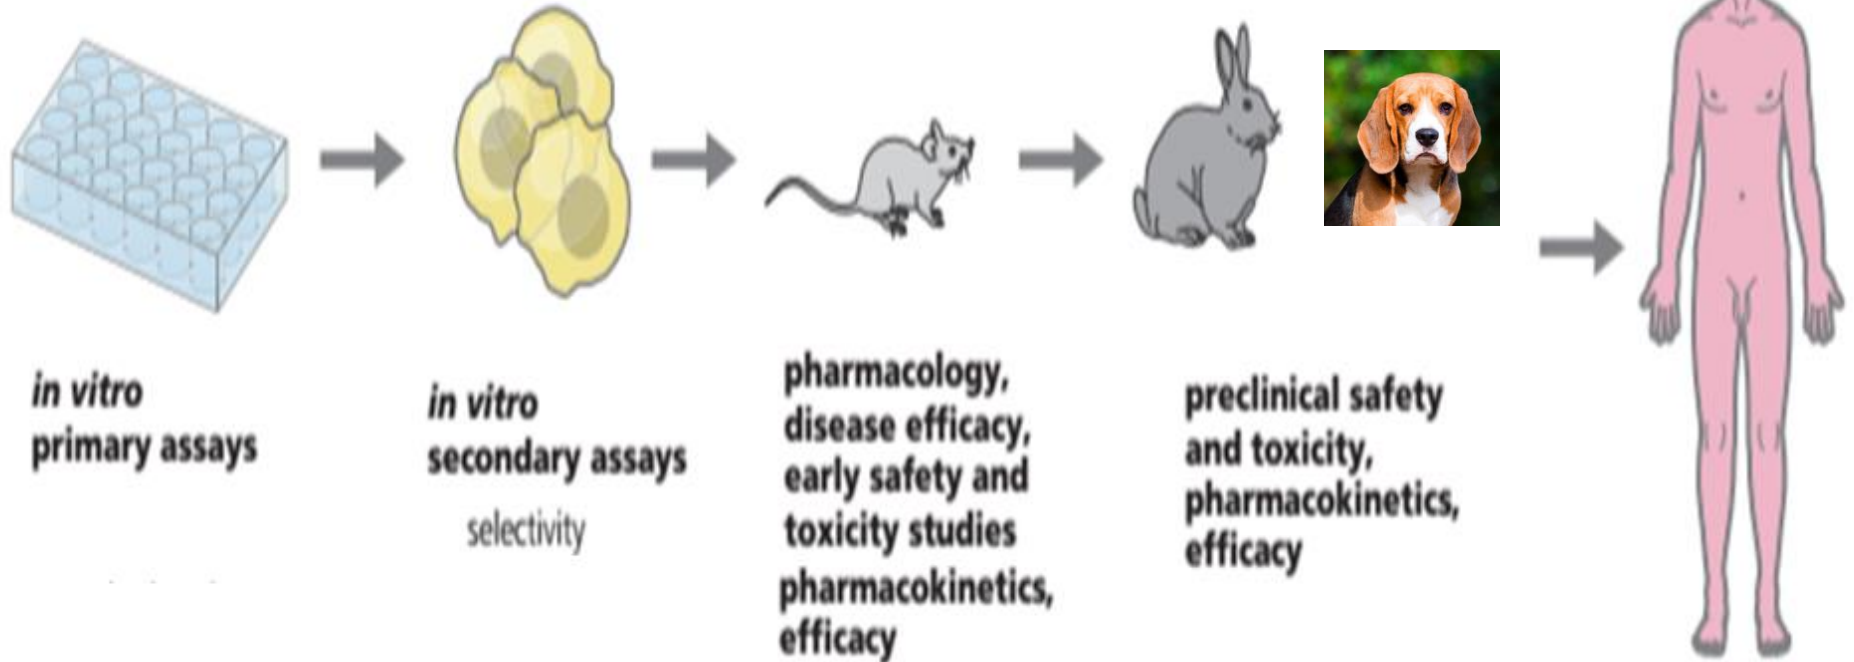 in vitro
primary assays
in vitro
secondary assays
selectivity
pharmacology,
disease efficacy,
early safety and
toxicity studies
pharmacokinetics,
efficacy
preclinical safety
and toxicity,
pharmacokinetics,
efficacy